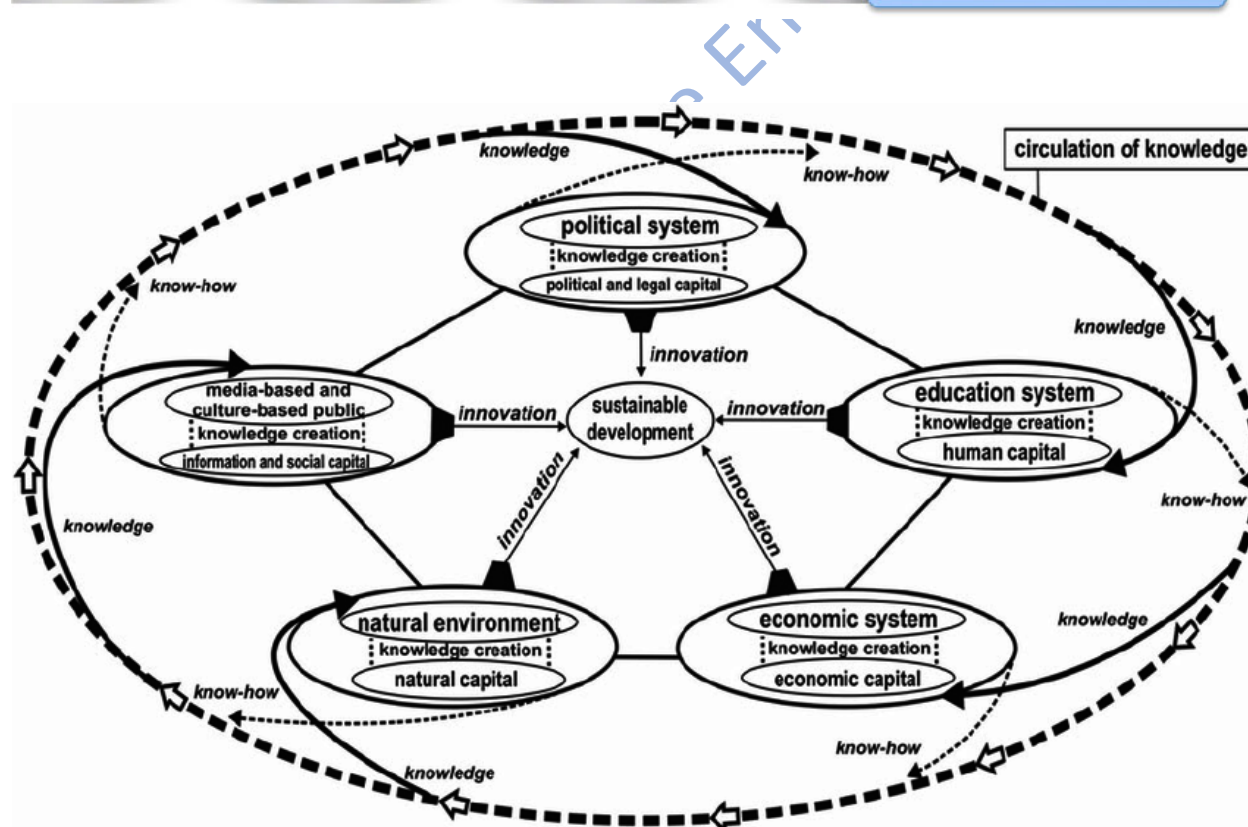 knowledge
circulation of knowledge
know-how
political system
knowledge creation
political and legal capital
know-how
knowledge
innovation
media-based and
culture-based public
knowledge creation
information and social capital
innovation
sustainable
development
innovation
education system
knowledge creation
human capital
know-how
knowledge
innovation
innovation
natural environment
knowledge creation
natural capital
economic system
knowledge creation
economic capital
knowledge
know-how
know-how
knowledge